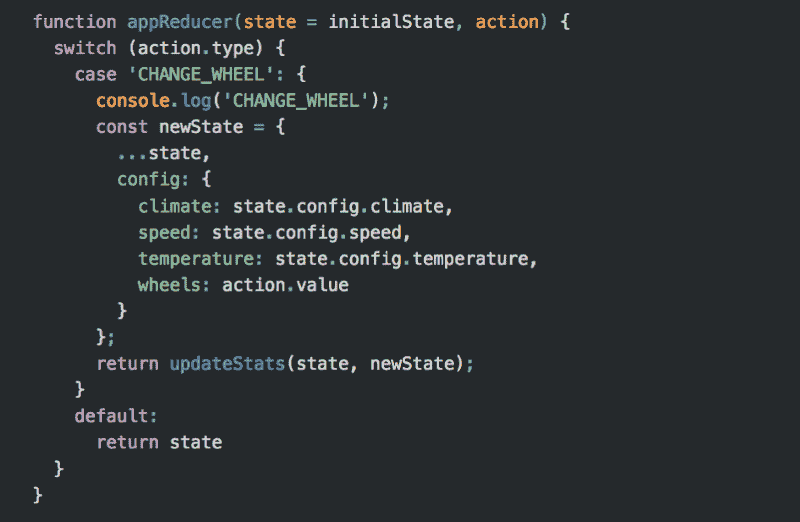 function appReducer(state = initialState, action) {
  switch (action.type) {
    case 'CHANGE_WHEEL': {
      console.log('CHANGE_WHEEL');
      const newState = {
        ...state,
        config: {
          climate: state.config.climate,
          speed: state.config.speed,
          temperature: state.config.temperature,
          wheels: action.value
        }
      };
      return updateStats(state, newState);
    }
    default:
      return state
  }
}